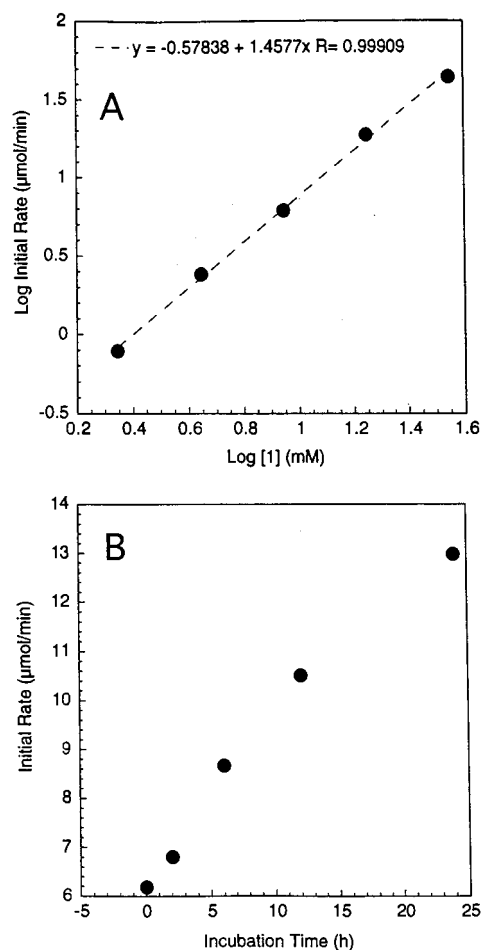 2
y = -0.57838 + 1.4577x R= 0.99909
A
1.5
1
0.5
0
-0.5
Log Initial Rate (µmol/min)
0.2 0.4 0.6 0.8 1.0 1.2 1.4 1.6
Log [1] (mM)
14
B
13
12
11
10
9
8
7
6
Initial Rate (µmol/min)
-5 0 5 10 15 20 25
Incubation Time (h)